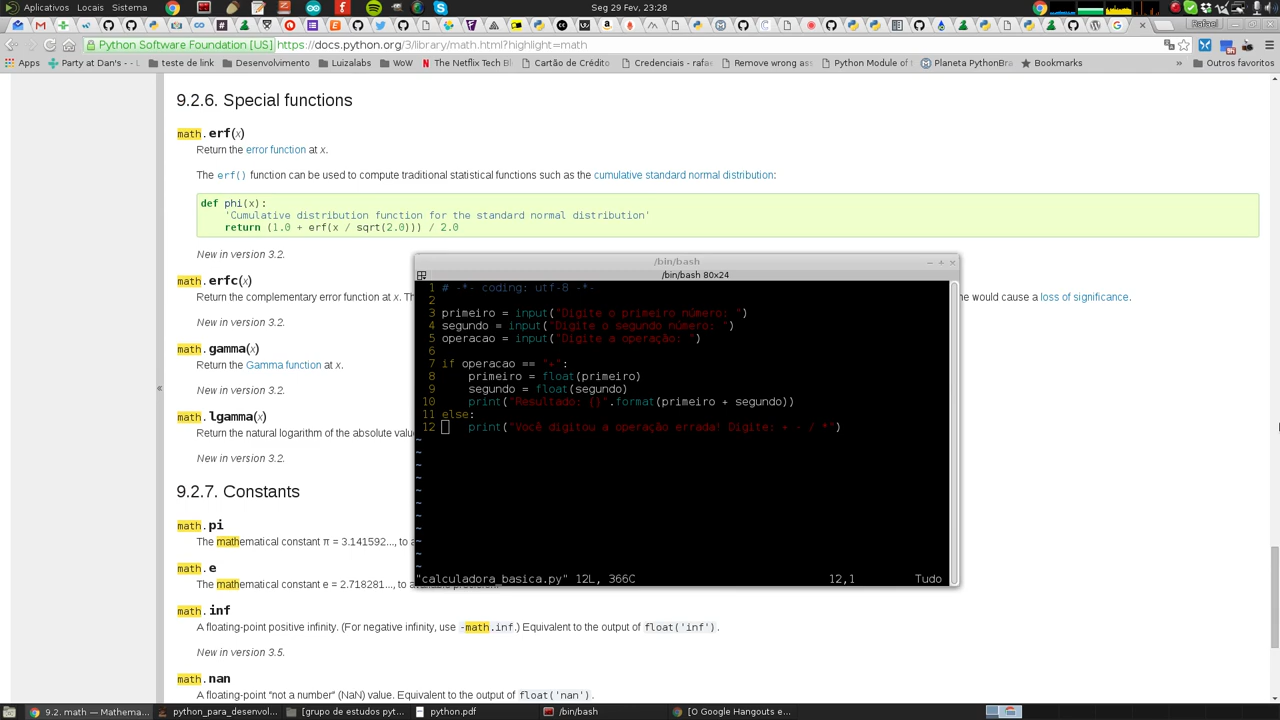 Aplicativos Locais Sistema
Seg 29 Fev, 23:28
Rafael
Python Software Foundation [US] https://docs.python.org/3/library/math.html?highlight=math
Apps Party at Dan's - - L teste de link Desenvolvimento Luizalabs WoW The Netflix Tech Bl Cartão de Crédito Credenciais - rafae Remove wrong ass Python Module of t Planeta PythonBra Bookmarks » Outros favoritos
9.2.6. Special functions
math.erf(x)
Return the error function at x.
The erf() function can be used to compute traditional statistical functions such as the cumulative standard normal distribution:
def phi(x):
'Cumulative distribution function for the standard normal distribution'
return (1.0 + erf(x / sqrt(2.0))) / 2.0
New in version 3.2.
math.erfc(x)
Return the complementary error function at x. Th
ne would cause a loss of significance.
New in version 3.2.
math.gamma(x)
Return the Gamma function at x.
New in version 3.2.
math.lgamma(x)
Return the natural logarithm of the absolute value
New in version 3.2.
9.2.7. Constants
math.pi
The mathematical constant π = 3.141592..., to a
math.e
The mathematical constant e = 2.718281..., to available precision.
math.inf
A floating-point positive infinity. (For negative infinity, use -math.inf.) Equivalent to the output of float('inf').
New in version 3.5.
math.nan
A floating-point "not a number" (NaN) value. Equivalent to the output of float('nan').
«
/bin/bash
/bin/bash 80x24
1 # -*- coding: utf-8 -*-
2
3 primeiro = input("Digite o primeiro número: ")
4 segundo = input("Digite o segundo número: ")
5 operacao = input("Digite a operação: ")
6
7 if operacao == "+":
8 primeiro = float(primeiro)
9 segundo = float(segundo)
10 print("Resultado: {}".format(primeiro + segundo))
11 else:
12 print("Você digitou a operação errada! Digite: + - / *")
~
~
~
~
~
~
~
~
~
~
~
"calculadora_basica.py" 12L, 366C 12,1 Tudo
9.2. math — Mathema... python_para_desenvol... [grupo de estudos pyt... python.pdf /bin/bash [O Google Hangouts e...